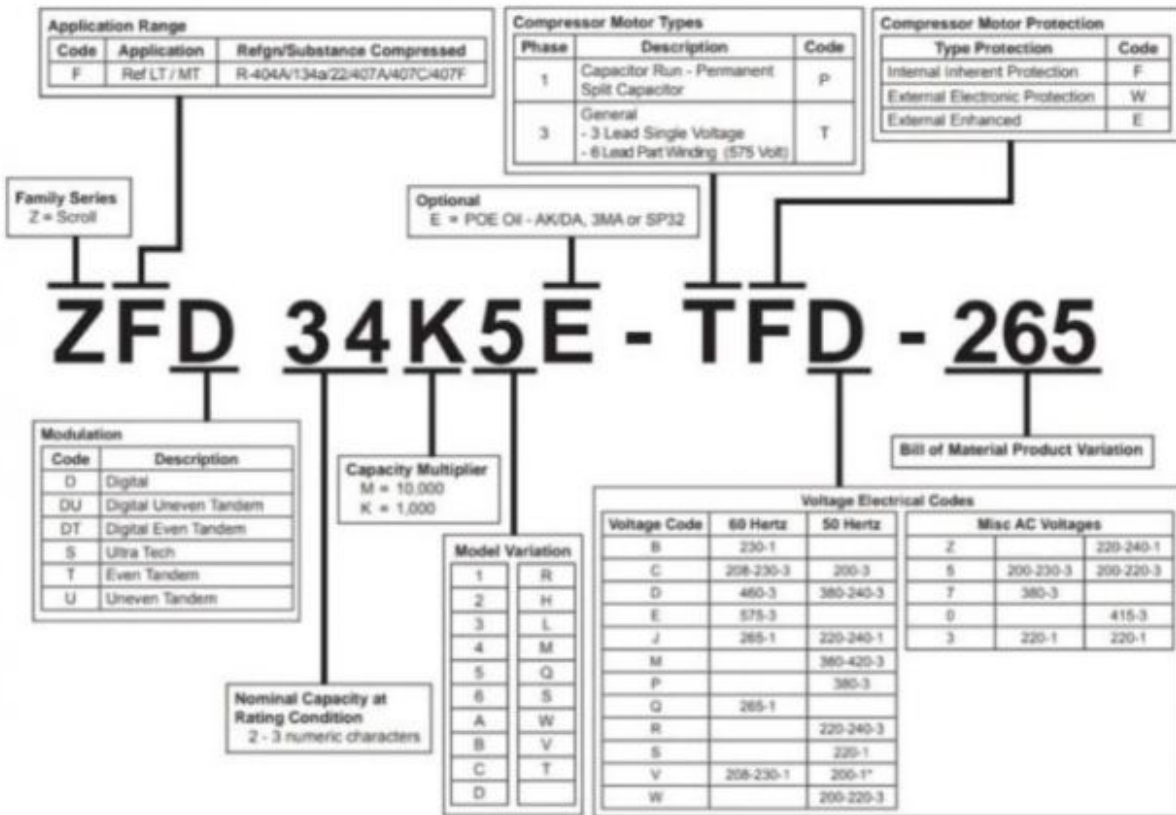 Application Range
Code Application Refgn/Substance Compressed
F Ref LT / MT R-404A/134a/22/407A/407C/407F
Compressor Motor Types
Phase Description Code
1 Capacitor Run - Permanent Split Capacitor P
3 General
- 3 Lead Single Voltage
- 6 Lead Part Winding (575 Volt) T
Compressor Motor Protection
Type Protection Code
Internal Inherent Protection F
External Electronic Protection W
External Enhanced E
Family Series
Z = Scroll
Optional
E = POE Oil - AK/DA, 3MA or SP32
ZFD 34K5E - TFD - 265
Modulation
Code Description
D Digital
DU Digital Uneven Tandem
DT Digital Even Tandem
S Ultra Tech
T Even Tandem
U Uneven Tandem
Capacity Multiplier
M = 10,000
K = 1,000
Bill of Material Product Variation
Nominal Capacity at
Rating Condition
2 - 3 numeric characters
Model Variation
1 R
2 H
3 L
4 M
5 Q
6 S
A W
B V
C T
D
Voltage Electrical Codes
Voltage Code 60 Hertz 50 Hertz
B 230-1
C 208-230-3 200-3
D 460-3 380-240-3
E 575-3
J 265-1 220-240-1
M 380-420-3
P 380-3
Q 265-1
R 220-240-3
S 220-1
V 208-230-1 200-1*
W 200-220-3
Misc AC Voltages
Z 220-240-1
5 200-230-3 200-220-3
7 380-3
0 415-3
3 220-1 220-1